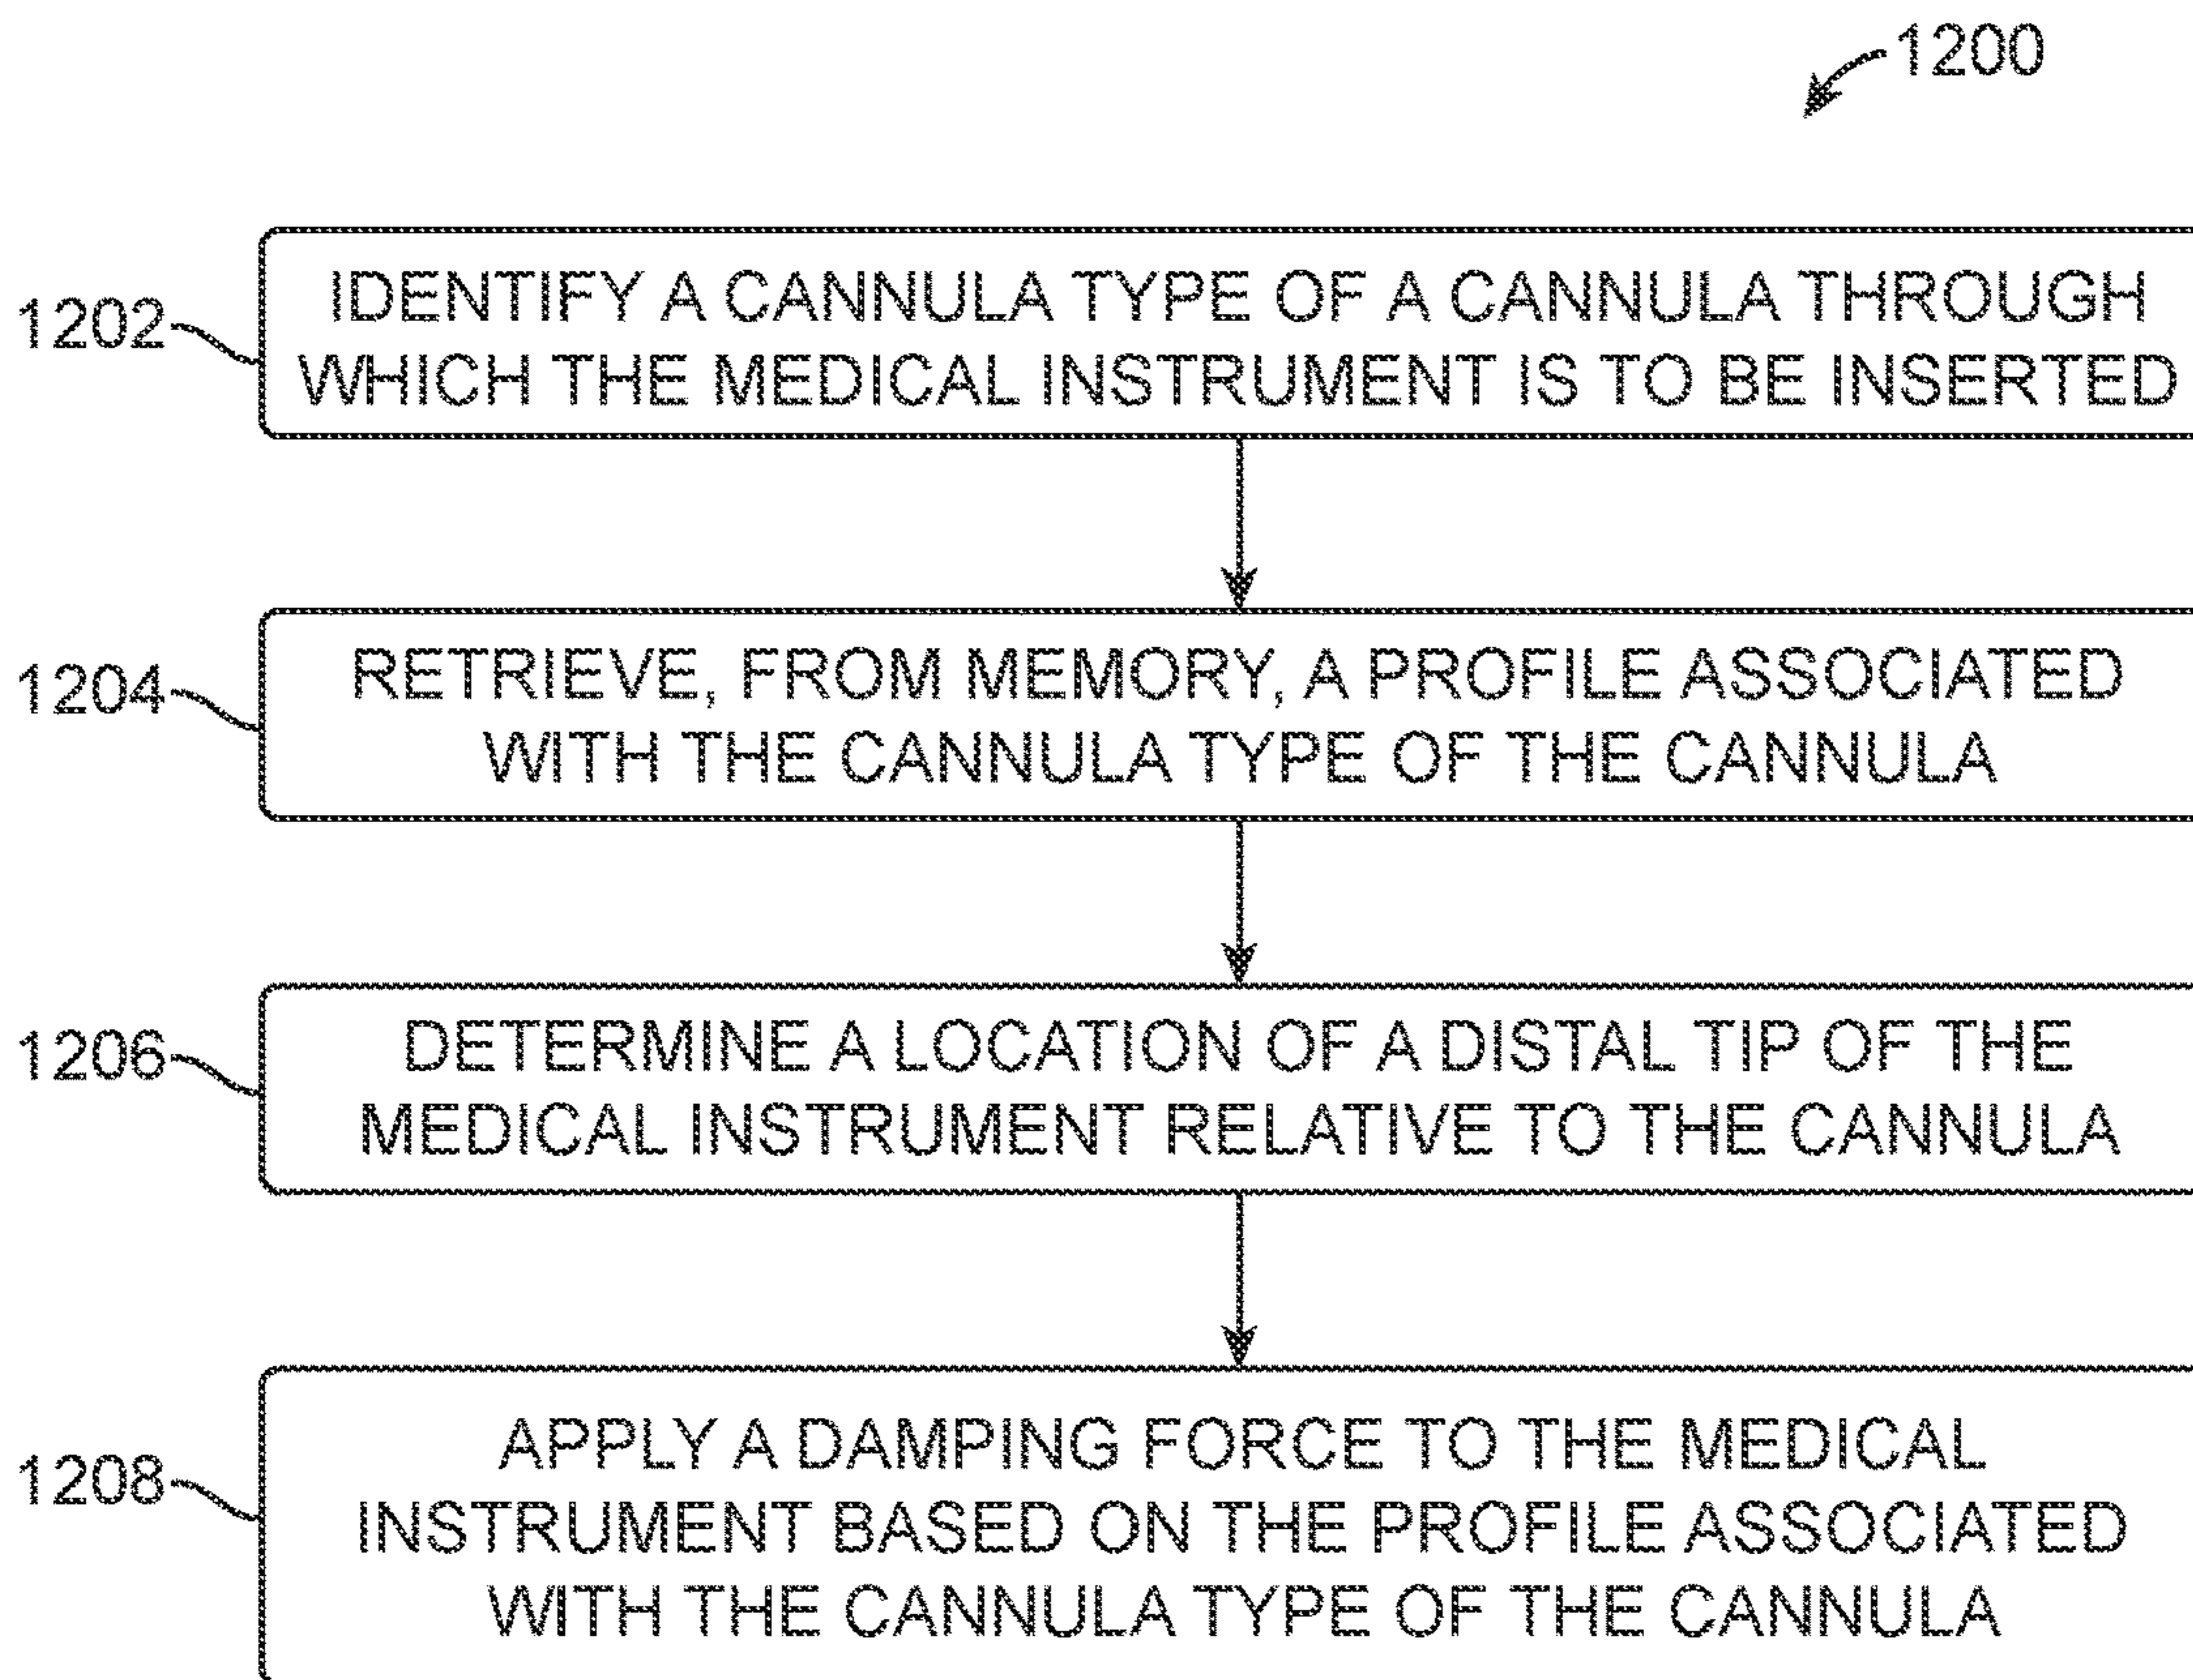 1200
1202
IDENTIFY A CANNULA TYPE OF A CANNULA THROUGH
WHICH THE MEDICAL INSTRUMENT IS TO BE INSERTED
1204
RETRIEVE, FROM MEMORY, A PROFILE ASSOCIATED
WITH THE CANNULA TYPE OF THE CANNULA
1206
DETERMINE A LOCATION OF A DISTAL TIP OF THE
MEDICAL INSTRUMENT RELATIVE TO THE CANNULA
1208
APPLY A DAMPING FORCE TO THE MEDICAL
INSTRUMENT BASED ON THE PROFILE ASSOCIATED
WITH THE CANNULA TYPE OF THE CANNULA